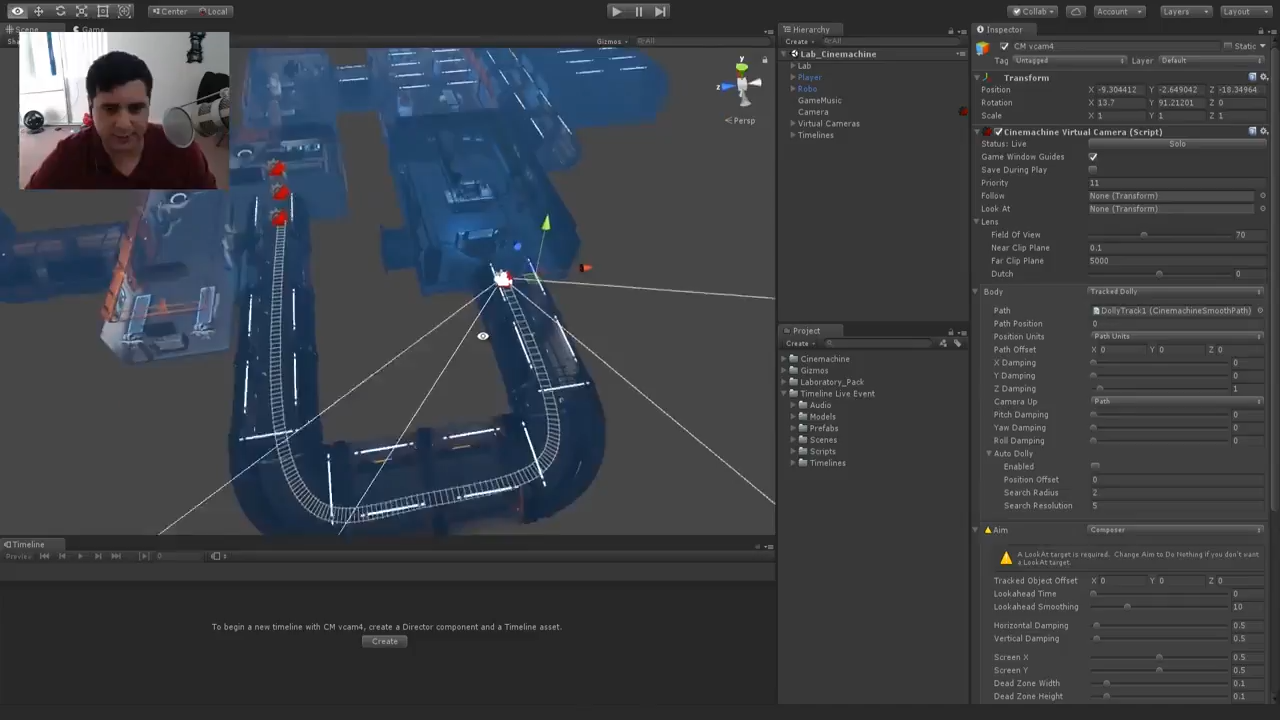 Center Local
Collab Account Layers Layout
Scene Game
Gizmos All
y
z
Persp
Hierarchy
Create All
Lab_Cinemachine
Lab
Player
Robo
GameMusic
Camera
Virtual Cameras
Timelines
Project
Create
Cinemachine
Gizmos
Laboratory_Pack
Timeline Live Event
Audio
Models
Prefabs
Scenes
Scripts
Timelines
Inspector
CM vcam4 Static
Tag Untagged Layer Default
Transform
Position X -9.304412 Y -2.649042 Z -18.34964
Rotation X 13.7 Y 91.21201 Z 0
Scale X 1 Y 1 Z 1
Cinemachine Virtual Camera (Script)
Status: Live Solo
Game Window Guides
Save During Play
Priority 11
Follow None (Transform)
Look At None (Transform)
Lens
Field Of View 70
Near Clip Plane 0.1
Far Clip Plane 5000
Dutch 0
Body Tracked Dolly
Path DollyTrack1 (CinemachineSmoothPath)
Path Position 0
Position Units Path Units
Path Offset X 0 Y 0 Z 0
X Damping 0
Y Damping 0
Z Damping 1
Camera Up Path
Pitch Damping 0
Yaw Damping 0
Roll Damping 0
Auto Dolly
Enabled
Position Offset 0
Search Radius 2
Search Resolution 5
Aim Composer
A LookAt target is required. Change Aim to Do Nothing if you don't want
a LookAt target.
Tracked Object Offset X 0 Y 0 Z 0
Lookahead Time 0
Lookahead Smoothing 10
Horizontal Damping 0.5
Vertical Damping 0.5
Screen X 0.5
Screen Y 0.5
Dead Zone Width 0.1
Dead Zone Height 0.1
Timeline
Preview 0
To begin a new timeline with CM vcam4, create a Director component and a Timeline asset.
Create